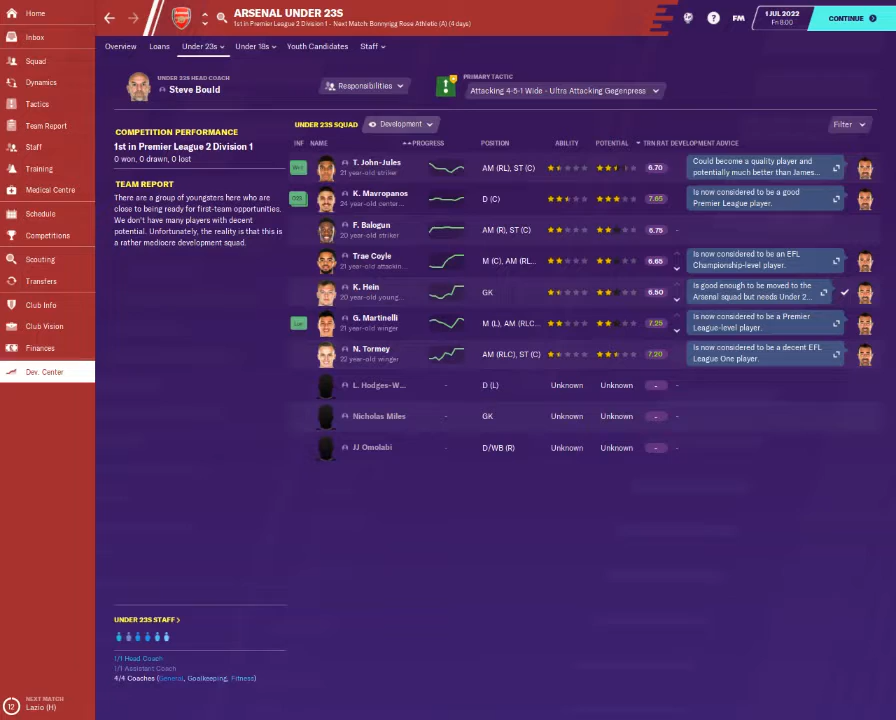 Home
Inbox
Squad
Dynamics
Tactics
Team Report
Staff
Training
Medical Centre
Schedule
Competitions
Scouting
Transfers
Club Info
Club Vision
Finances
Dev. Center
12
NEXT MATCH
Lazio (H)
ARSENAL UNDER 23S
1st in Premier League 2 Division 1 - Next Match: Bonnyrigg Rose Athletic (A) (4 days)
?
FM
1 JUL 2022
Fri 8:00
CONTINUE
Overview
Loans
Under 23s
Under 18s
Youth Candidates
Staff
UNDER 23S HEAD COACH
Steve Bould
Responsibilities
PRIMARY TACTIC
Attacking 4-5-1 Wide - Ultra Attacking Gegenpress
COMPETITION PERFORMANCE
1st in Premier League 2 Division 1
0 won, 0 drawn, 0 lost
TEAM REPORT
There are a group of youngsters here who are
close to being ready for first-team opportunities.
We don't have many players with decent
potential. Unfortunately, the reality is that this is
a rather mediocre development squad.
UNDER 23S SQUAD
Development
Filter
INF NAME PROGRESS POSITION ABILITY POTENTIAL TRN RAT DEVELOPMENT ADVICE
T. John-Jules
21 year-old striker
AM (RL), ST (C)
6.70
Could become a quality player and
potentially much better than James...
K. Mavropanos
24 year-old center...
D (C)
7.65
Is now considered to be a good
Premier League player.
F. Balogun
20 year-old striker
AM (R), ST (C)
6.75
-
Trae Coyle
21 year-old attackin...
M (C), AM (RL...
6.65
Is now considered to be an EFL
Championship-level player.
K. Hein
20 year-old young...
GK
6.50
Is good enough to be moved to the
Arsenal squad but needs Under 2...
G. Martinelli
21 year-old winger
M (L), AM (RLC...
7.25
Is now considered to be a Premier
League-level player.
N. Tormey
22 year-old winger
AM (RLC), ST (C)
7.20
Is now considered to be a decent EFL
League One player.
L. Hodges-W...
-
D (L)
Unknown
Unknown
-
-
Nicholas Miles
-
GK
Unknown
Unknown
-
-
JJ Omolabi
-
D/WB (R)
Unknown
Unknown
-
-
UNDER 23S STAFF >
1/1 Head Coach
1/1 Assistant Coach
4/4 Coaches (General, Goalkeeping, Fitness)